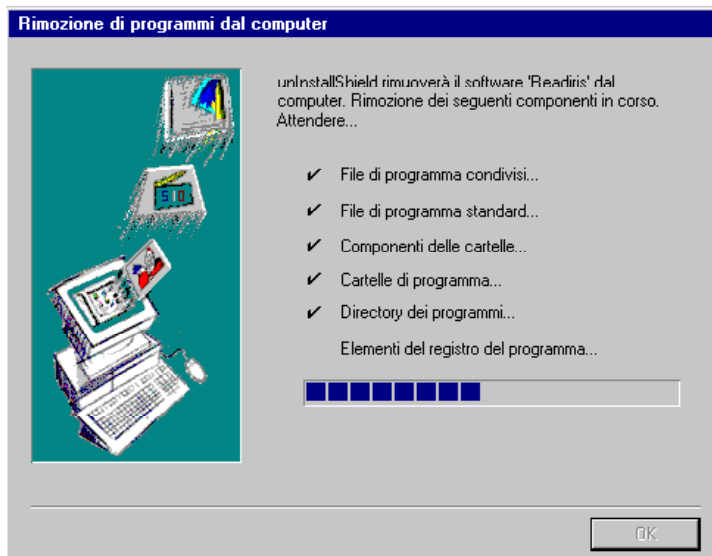 Rimozione di programmi dal computer
unInstallShield rimuoverà il software 'Readiris' dal
computer. Rimozione dei seguenti componenti in corso.
Attendere...
File di programma condivisi...
File di programma standard...
Componenti delle cartelle...
Cartelle di programma...
Directory dei programmi...
Elementi del registro del programma...
OK